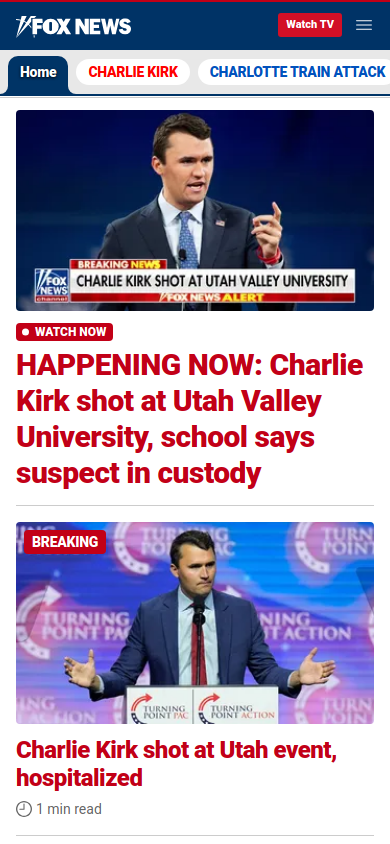 FOX NEWS
Watch TV
Home
CHARLIE KIRK
CHARLOTTE TRAIN ATTACK
BREAKING NEWS
FOX NEWS channel
CHARLIE KIRK SHOT AT UTAH VALLEY UNIVERSITY
FOX NEWS ALERT
WATCH NOW
HAPPENING NOW: Charlie
Kirk shot at Utah Valley
University, school says
suspect in custody
BREAKING
TURNING
POINT PAC
TURNING
POINT ACTION
TURNING
POINT PAC
TURNING
POINT ACTION
Charlie Kirk shot at Utah event,
hospitalized
1 min read